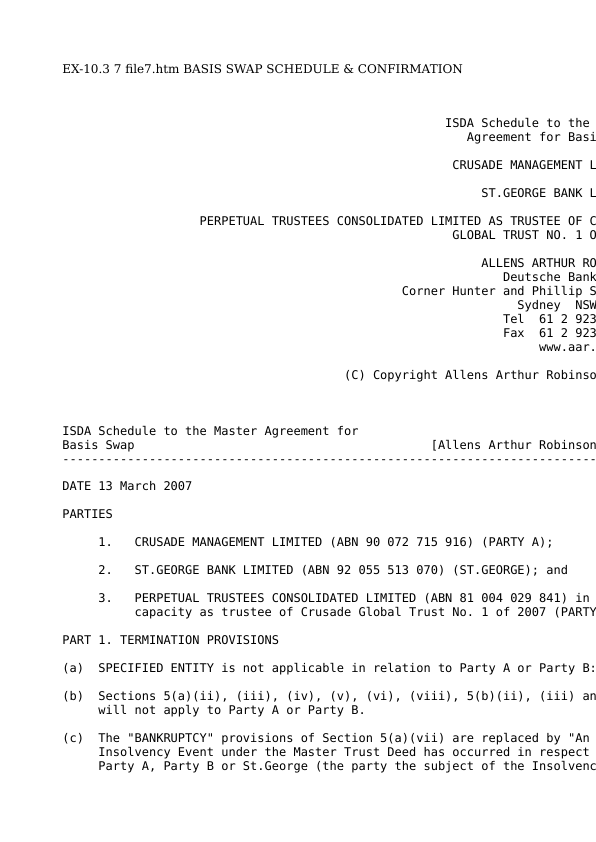 EX-10.3 7 file7.htm BASIS SWAP SCHEDULE & CONFIRMATION
ISDA Schedule to the
Agreement for Basi
CRUSADE MANAGEMENT L
ST.GEORGE BANK L
PERPETUAL TRUSTEES CONSOLIDATED LIMITED AS TRUSTEE OF C
GLOBAL TRUST NO. 1 O
ALLENS ARTHUR RO
Deutsche Bank
Corner Hunter and Phillip S
Sydney NSW
Tel 61 2 923
Fax 61 2 923
www.aar.
(C) Copyright Allens Arthur Robinso
ISDA Schedule to the Master Agreement for
Basis Swap [Allens Arthur Robinson
--------------------------------------------------------------------------
DATE 13 March 2007
PARTIES
1. CRUSADE MANAGEMENT LIMITED (ABN 90 072 715 916) (PARTY A);
2. ST.GEORGE BANK LIMITED (ABN 92 055 513 070) (ST.GEORGE); and
3. PERPETUAL TRUSTEES CONSOLIDATED LIMITED (ABN 81 004 029 841) in
capacity as trustee of Crusade Global Trust No. 1 of 2007 (PARTY
PART 1. TERMINATION PROVISIONS
(a) SPECIFIED ENTITY is not applicable in relation to Party A or Party B:
(b) Sections 5(a)(ii), (iii), (iv), (v), (vi), (viii), 5(b)(ii), (iii) an
will not apply to Party A or Party B.
(c) The "BANKRUPTCY" provisions of Section 5(a)(vii) are replaced by "An
Insolvency Event under the Master Trust Deed has occurred in respect
Party A, Party B or St.George (the party the subject of the Insolvenc